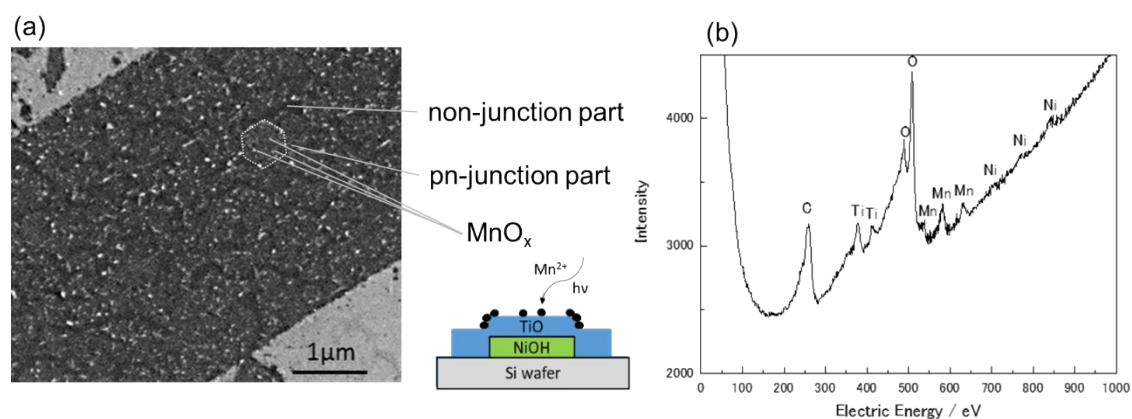 (a)
non-junction part
pn-junction part
MnOx
Mn2+
hν
TiO
NiOH
Si wafer
1μm
(b)
Intensity
4000
3000
2000
C
Ti
Ti
O
O
Mn
Mn
Mn
Ni
Ni
Ni
0 100 200 300 400 500 600 700 800 900 1000
Electric Energy / eV